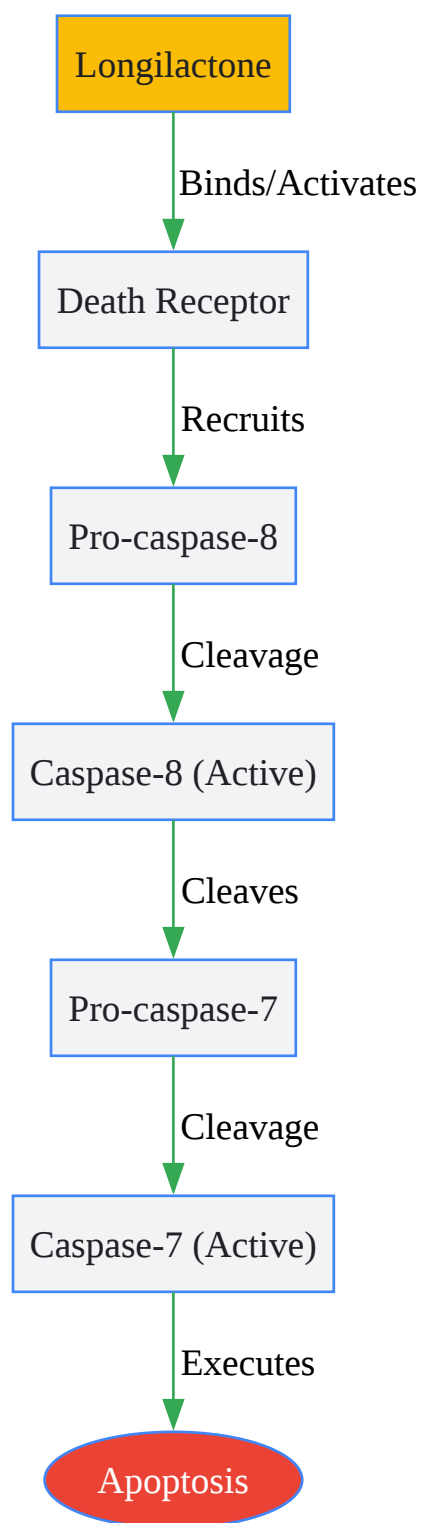 Longilactone
Binds/Activates
Death Receptor
Recruits
Pro-caspase-8
Cleavage
Caspase-8 (Active)
Cleaves
Pro-caspase-7
Cleavage
Caspase-7 (Active)
Executes
Apoptosis